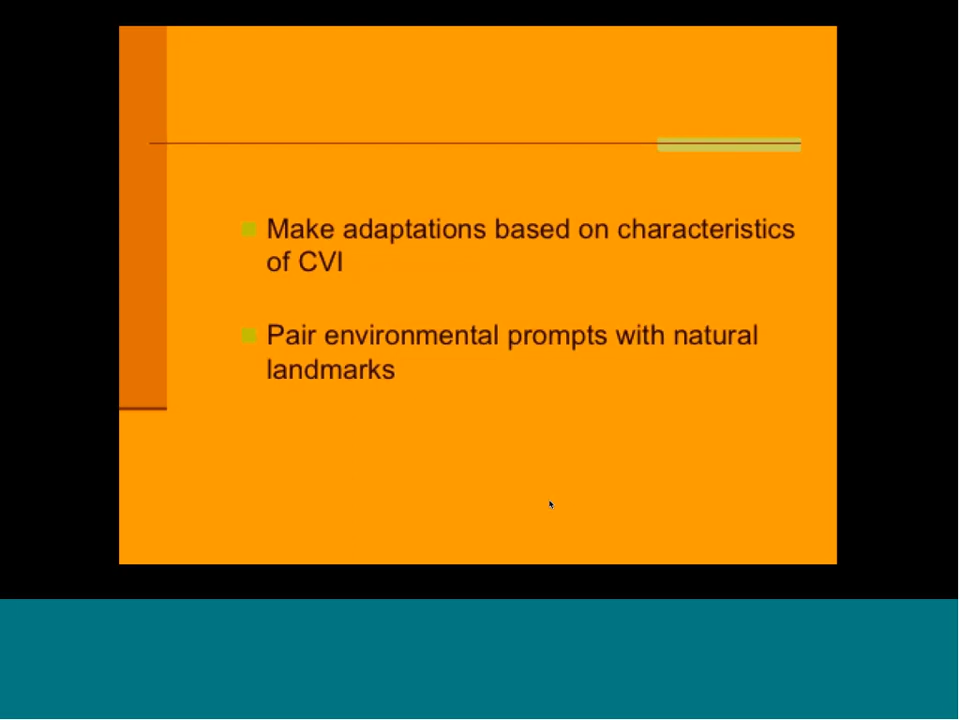 Make adaptations based on characteristics
of CVI
Pair environmental prompts with natural
landmarks